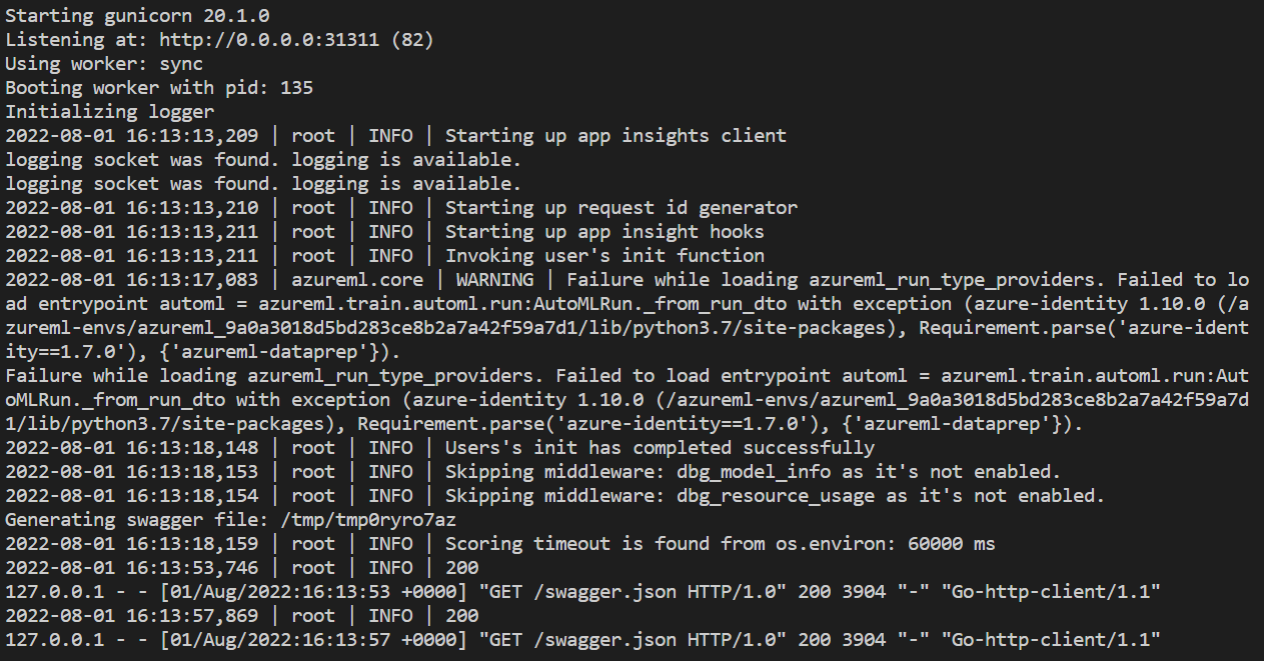 Starting gunicorn 20.1.0
Listening at: http://0.0.0.0:31311 (82)
Using worker: sync
Booting worker with pid: 135
Initializing logger
2022-08-01 16:13:13,209 | root | INFO | Starting up app insights client
logging socket was found. logging is available.
logging socket was found. logging is available.
2022-08-01 16:13:13,210 | root | INFO | Starting up request id generator
2022-08-01 16:13:13,211 | root | INFO | Starting up app insight hooks
2022-08-01 16:13:13,211 | root | INFO | Invoking user's init function
2022-08-01 16:13:17,083 | azureml.core | WARNING | Failure while loading azureml_run_type_providers. Failed to lo
ad entrypoint automl = azureml.train.automl.run:AutoMLRun._from_run_dto with exception (azure-identity 1.10.0 (/a
zureml-envs/azureml_9a0a3018d5bd283ce8b2a7a42f59a7d1/lib/python3.7/site-packages), Requirement.parse('azure-ident
ity==1.7.0'), {'azureml-dataprep'}).
Failure while loading azureml_run_type_providers. Failed to load entrypoint automl = azureml.train.automl.run:Aut
oMLRun._from_run_dto with exception (azure-identity 1.10.0 (/azureml-envs/azureml_9a0a3018d5bd283ce8b2a7a42f59a7d
1/lib/python3.7/site-packages), Requirement.parse('azure-identity==1.7.0'), {'azureml-dataprep'}).
2022-08-01 16:13:18,148 | root | INFO | Users's init has completed successfully
2022-08-01 16:13:18,153 | root | INFO | Skipping middleware: dbg_model_info as it's not enabled.
2022-08-01 16:13:18,154 | root | INFO | Skipping middleware: dbg_resource_usage as it's not enabled.
Generating swagger file: /tmp/tmp0ryro7az
2022-08-01 16:13:18,159 | root | INFO | Scoring timeout is found from os.environ: 60000 ms
2022-08-01 16:13:53,746 | root | INFO | 200
127.0.0.1 - - [01/Aug/2022:16:13:53 +0000] "GET /swagger.json HTTP/1.0" 200 3904 "-" "Go-http-client/1.1"
2022-08-01 16:13:57,869 | root | INFO | 200
127.0.0.1 - - [01/Aug/2022:16:13:57 +0000] "GET /swagger.json HTTP/1.0" 200 3904 "-" "Go-http-client/1.1"